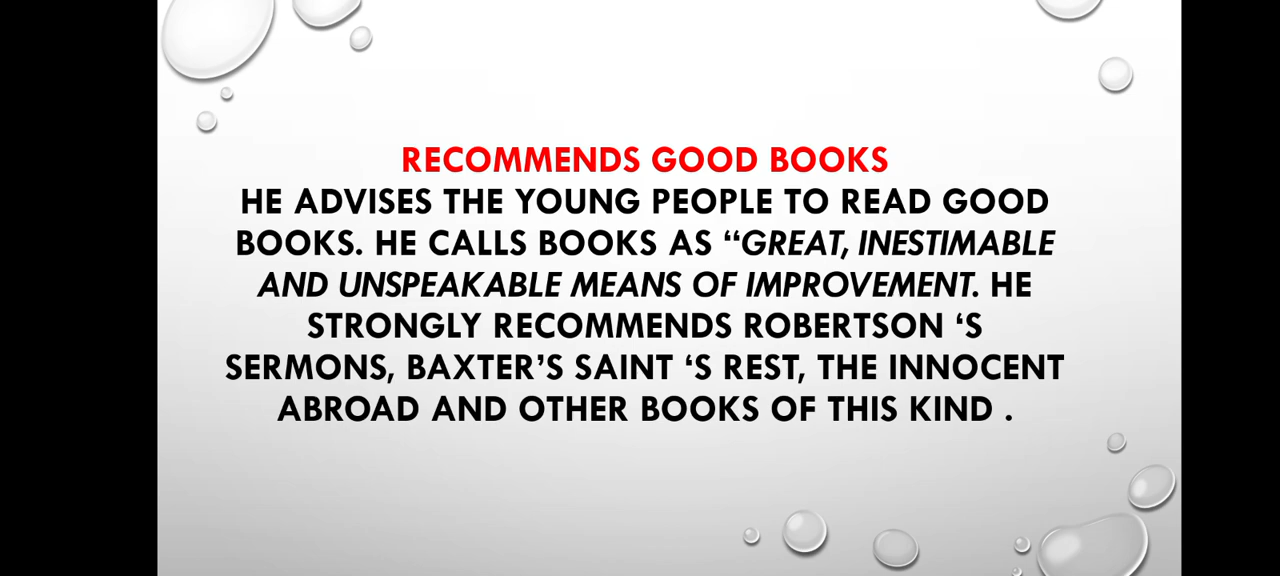 RECOMMENDS GOOD BOOKS
HE ADVISES THE YOUNG PEOPLE TO READ GOOD
BOOKS. HE CALLS BOOKS AS “GREAT, INESTIMABLE
AND UNSPEAKABLE MEANS OF IMPROVEMENT. HE
STRONGLY RECOMMENDS ROBERTSON ‘S
SERMONS, BAXTER’S SAINT ‘S REST, THE INNOCENT
ABROAD AND OTHER BOOKS OF THIS KIND .